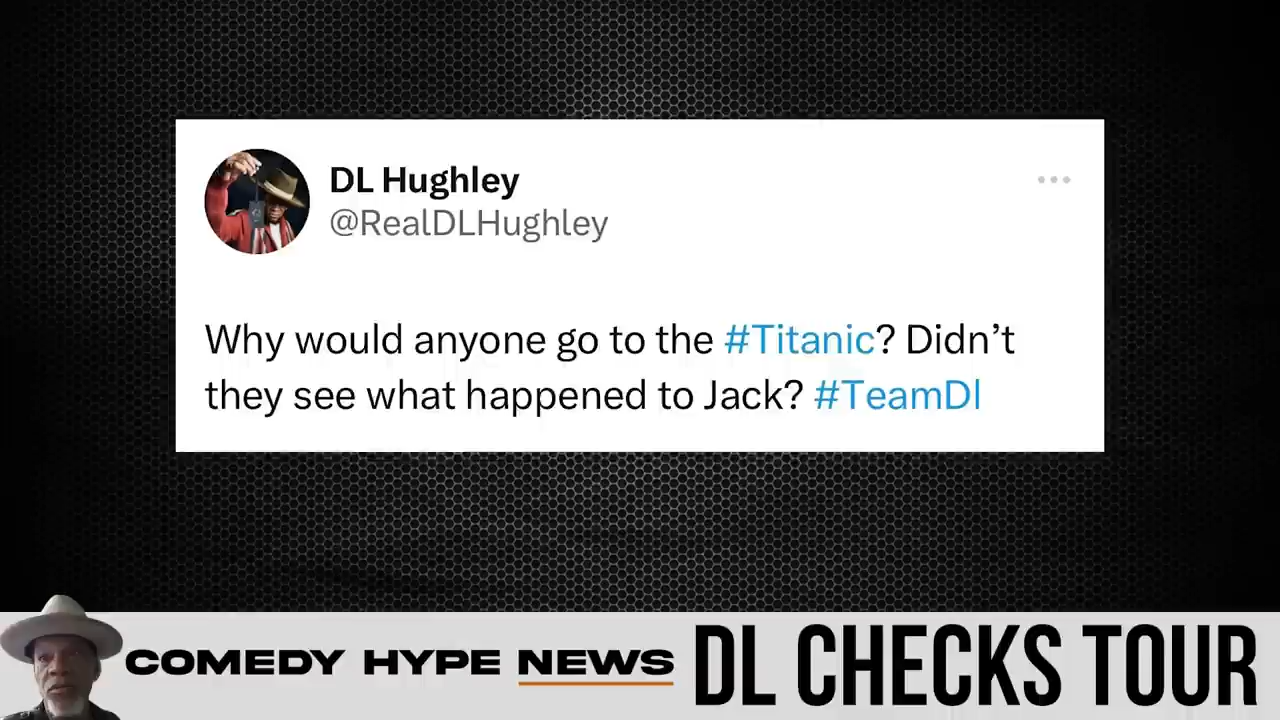 DL Hughley
@RealDLHughley
Why would anyone go to the #Titanic? Didn’t
they see what happened to Jack? #TeamDl
COMEDY HYPE NEWS
DL CHECKS TOUR